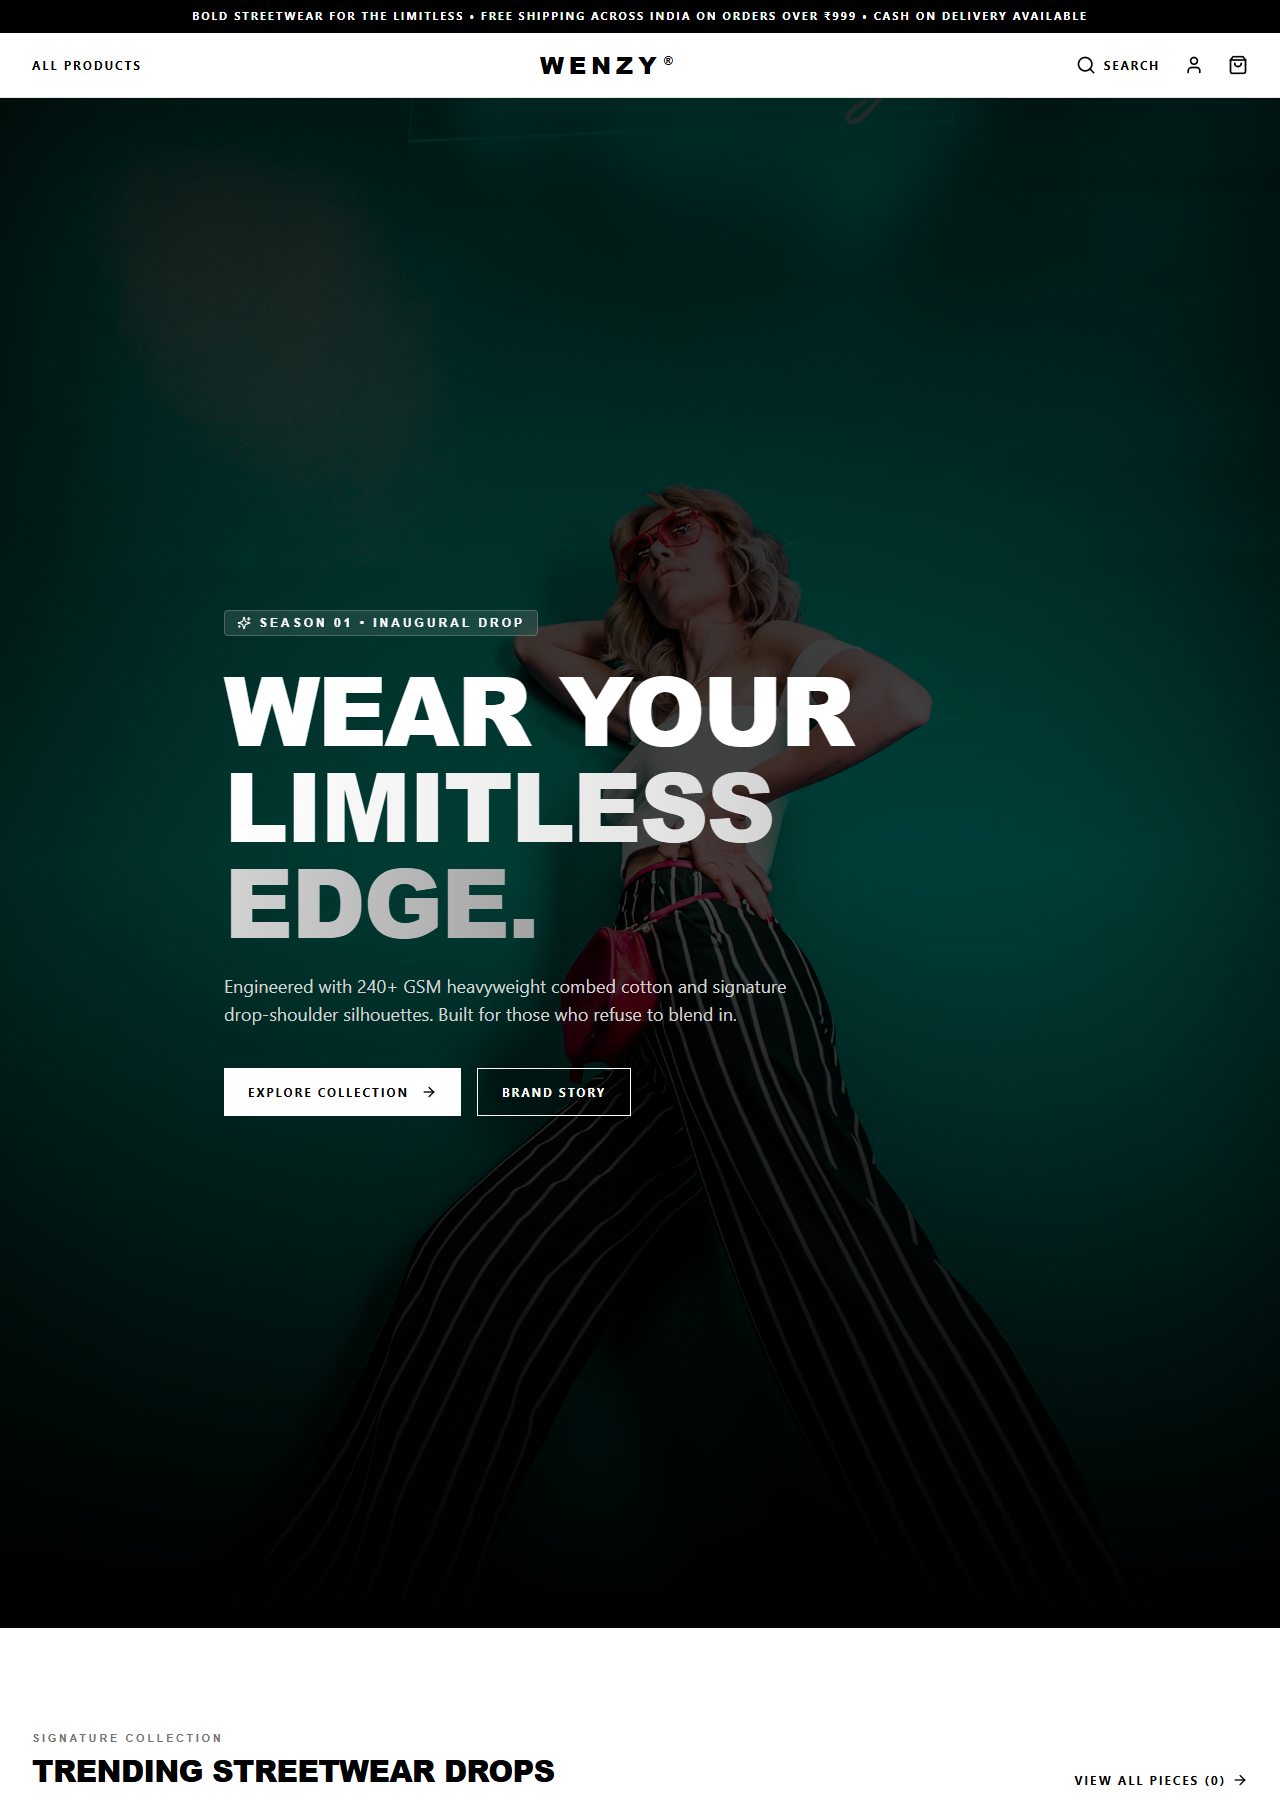 BOLD STREETWEAR FOR THE LIMITLESS • FREE SHIPPING ACROSS INDIA ON ORDERS OVER ₹999 • CASH ON DELIVERY AVAILABLE
ALL PRODUCTS
WENZY®
SEARCH
SEASON 01 • INAUGURAL DROP
WEAR YOUR
LIMITLESS
EDGE.
Engineered with 240+ GSM heavyweight combed cotton and signature
drop-shoulder silhouettes. Built for those who refuse to blend in.
EXPLORE COLLECTION
BRAND STORY
SIGNATURE COLLECTION
TRENDING STREETWEAR DROPS
VIEW ALL PIECES (0)